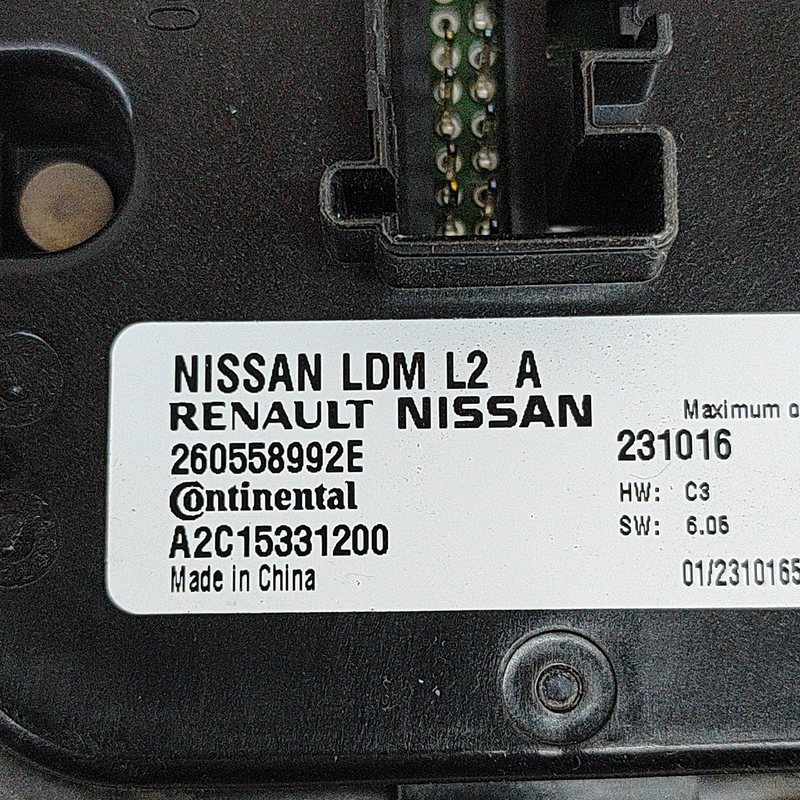 NISSAN LDM L2 A
RENAULT NISSAN
Maximum
260558992E
231016
Continental
HW: C3
A2C15331200
SW: 6.06
Made in China
01/2310165